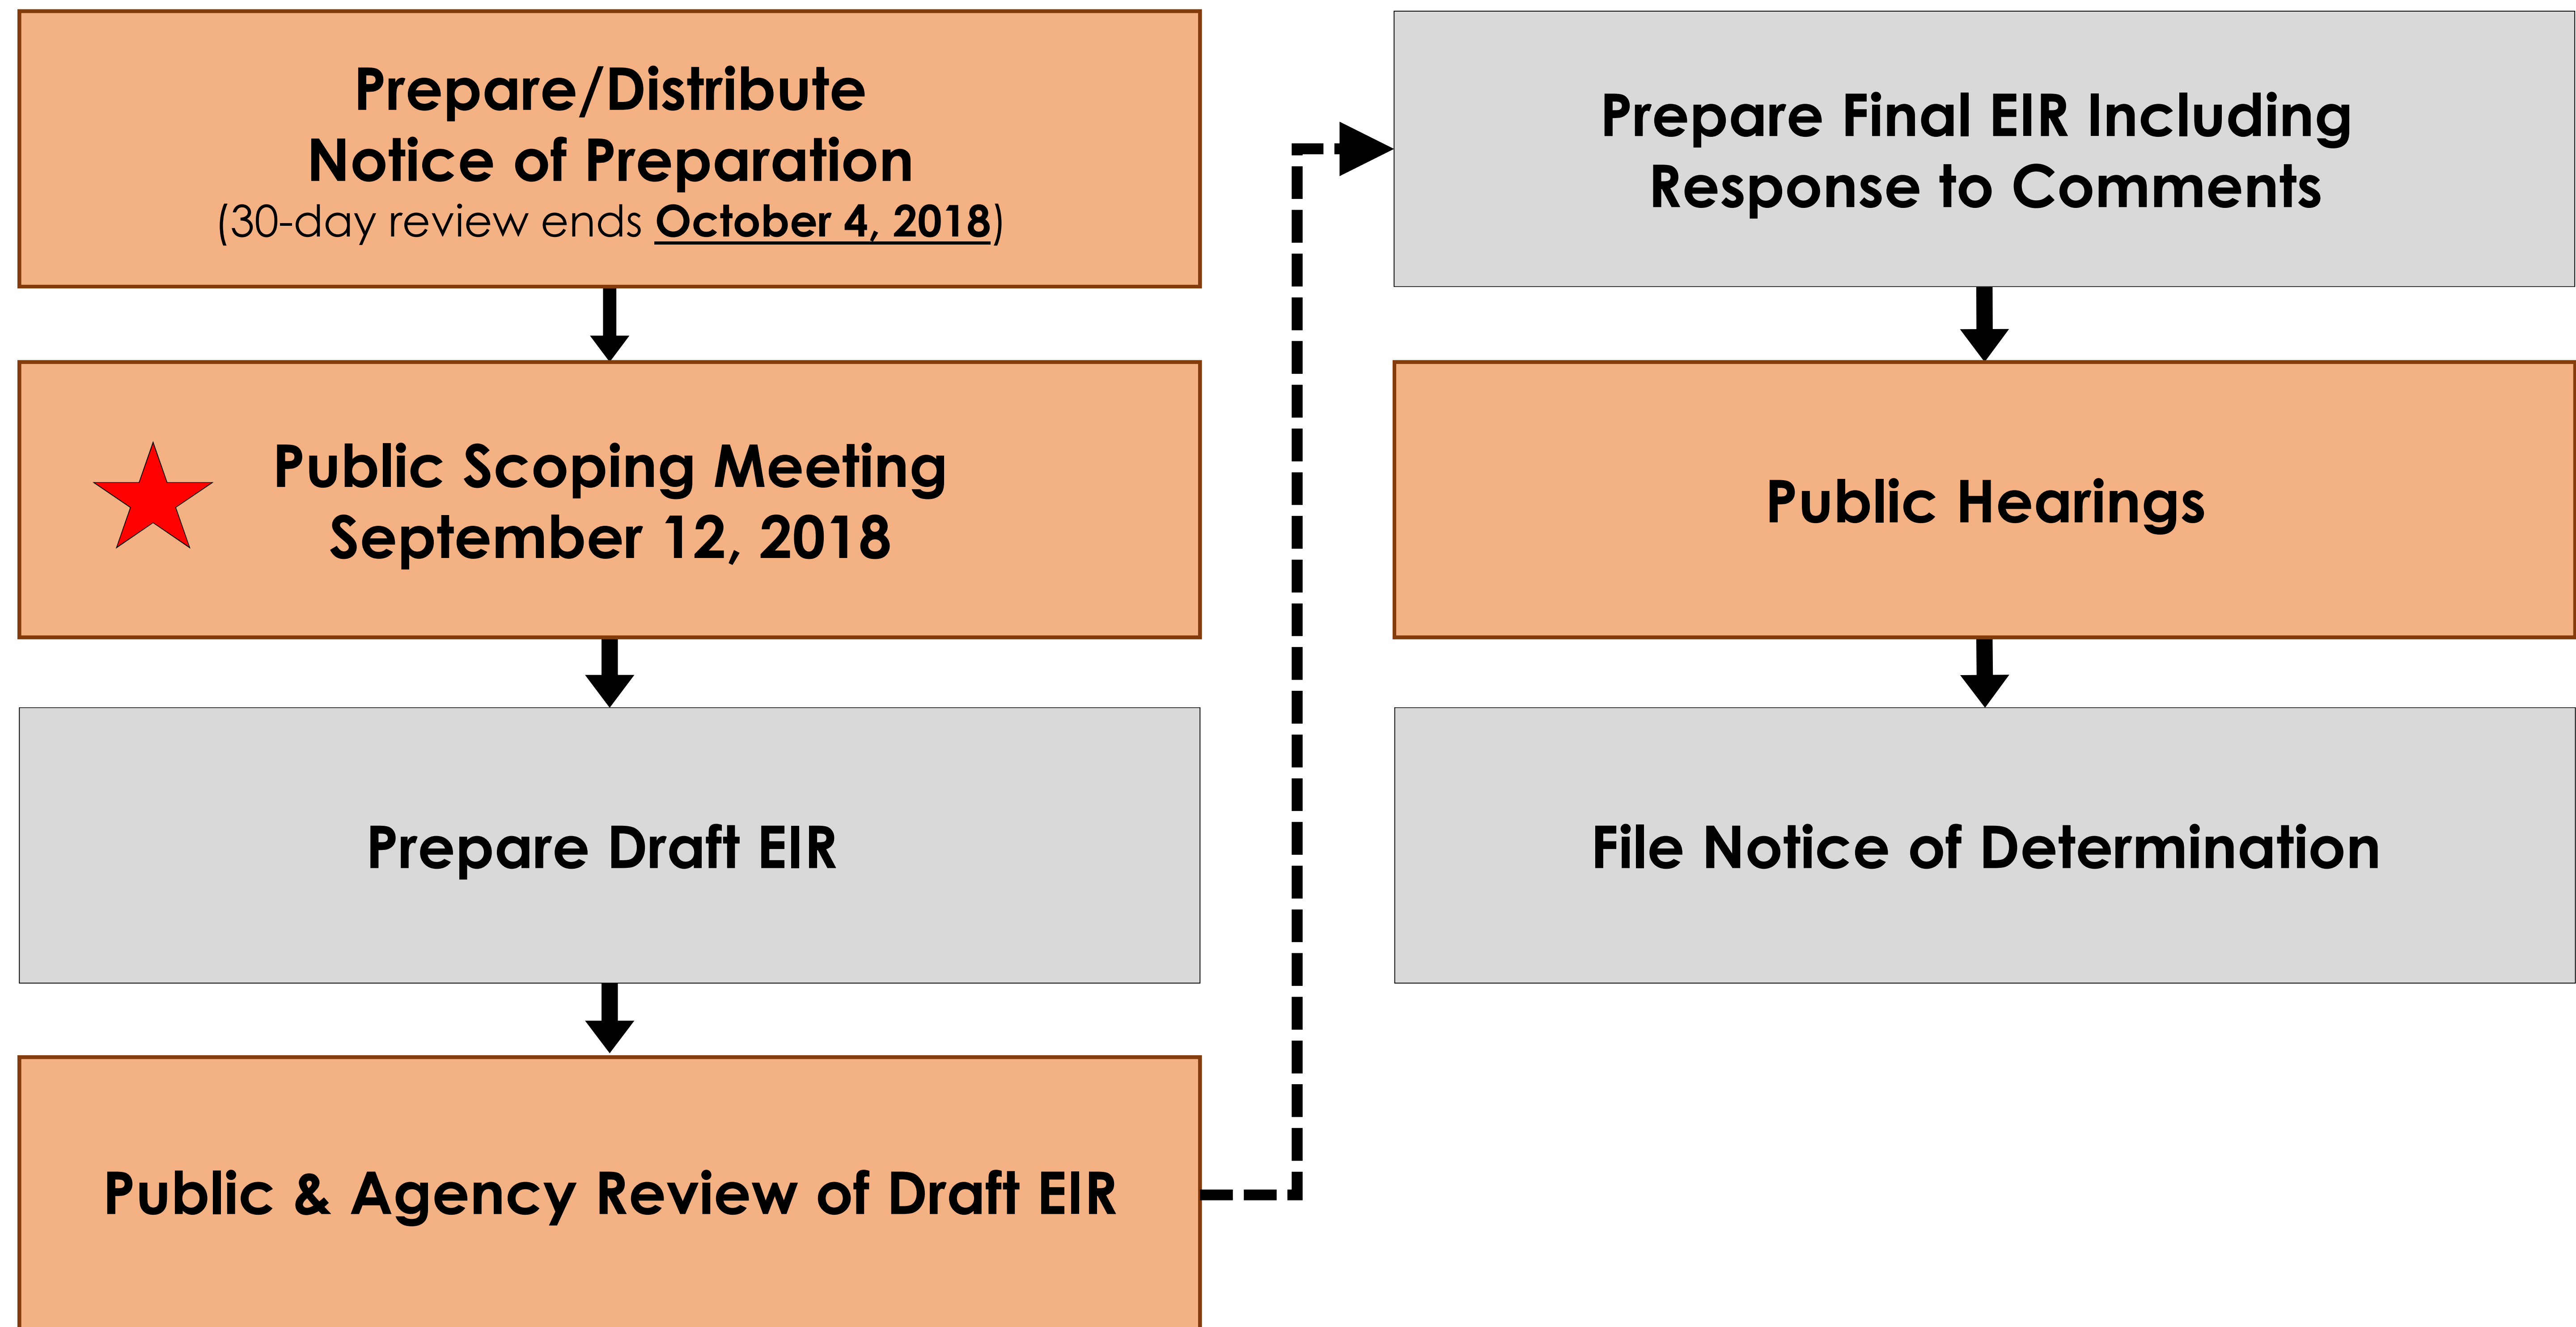 Prepare/Distribute
Notice of Preparation
(30-day review ends October 4, 2018)
Public Scoping Meeting
September 12, 2018
Prepare Draft EIR
Public & Agency Review of Draft EIR
Prepare Final EIR Including
Response to Comments
Public Hearings
File Notice of Determination